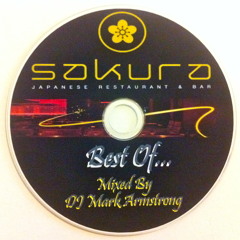 sakura
JAPANESE RESTAURANT & BAR
Best Of...
Mixed By
DJ Mark Armstrong